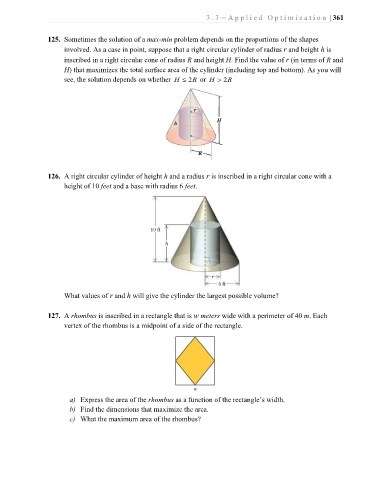 3.3 – Applied Optimization | 361
125. Sometimes the solution of a max-min problem depends on the proportions of the shapes
involved. As a case in point, suppose that a right circular cylinder of radius r and height h is
inscribed in a right circular cone of radius R and height H. Find the value of r (in terms of R and
H) that maximizes the total surface area of the cylinder (including top and bottom). As you will
see, the solution depends on whether H ≤ 2R or H > 2R
r
H
h
R
126. A right circular cylinder of height h and a radius r is inscribed in a right circular cone with a
height of 10 feet and a base with radius 6 feet.
10 ft
h
r
6 ft
What values of r and h will give the cylinder the largest possible volume?
127. A rhombus is inscribed in a rectangle that is w meters wide with a perimeter of 40 m. Each
vertex of the rhombus is a midpoint of a side of the rectangle.
w
a) Express the area of the rhombus as a function of the rectangle's width.
b) Find the dimensions that maximize the area.
c) What the maximum area of the rhombus?